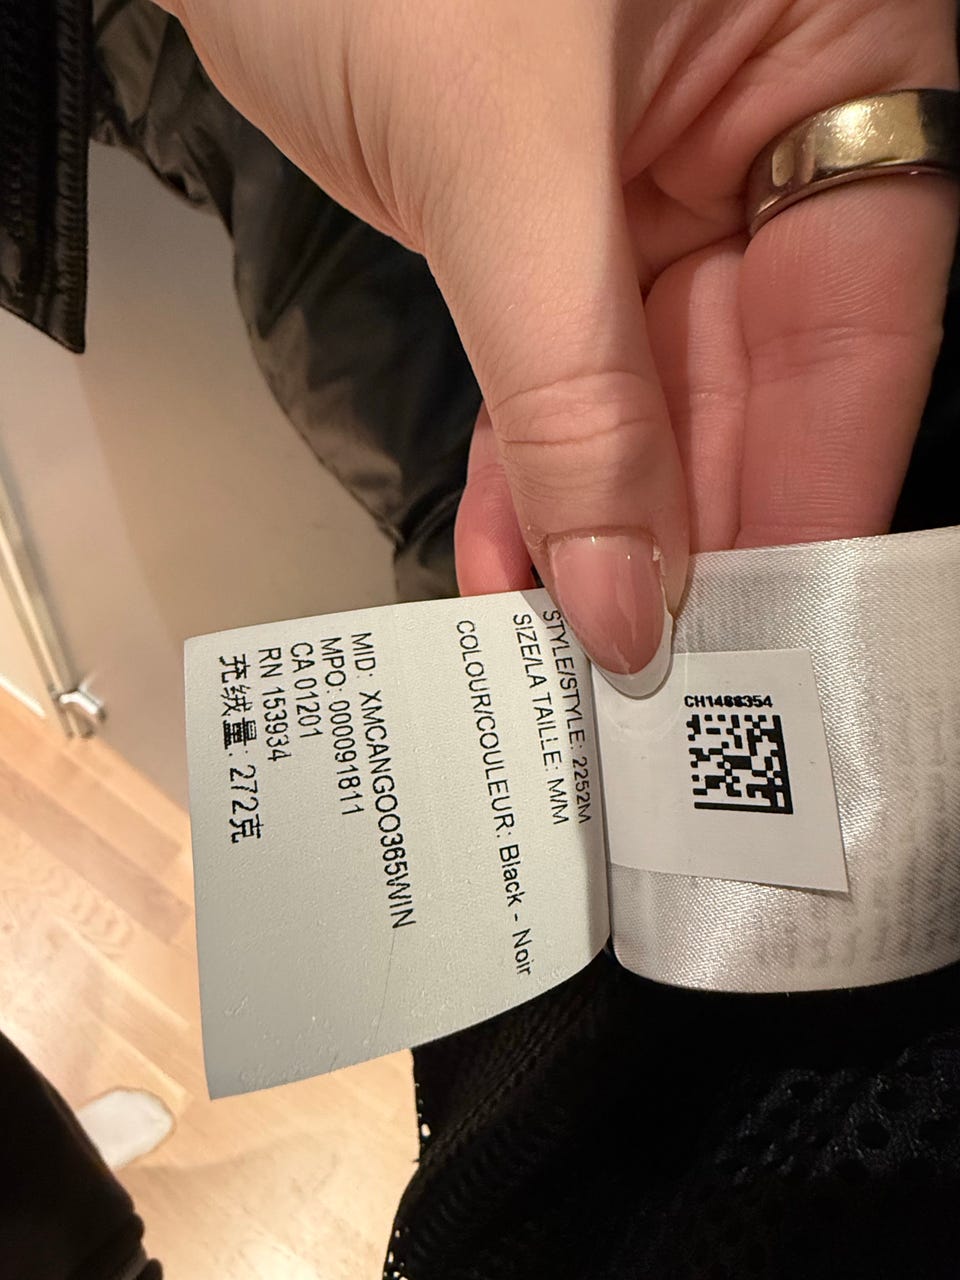 STYLE/STYLE: 2252M
SIZE/LA TAILLE: M/M
COLOUR/COULEUR: Black - Noir
MID: XMCANGOO365WIN
MPO: 000091811
CA 01201
RN 153934
充绒量: 272克
CH1488354